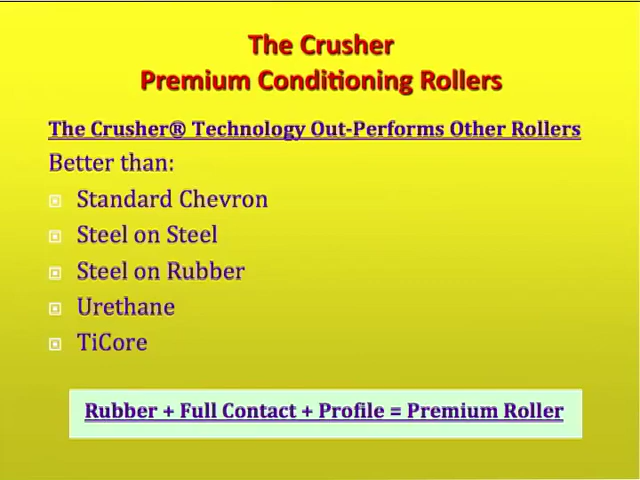 The Crusher
Premium Conditioning Rollers
The Crusher® Technology Out-Performs Other Rollers
Better than:
Standard Chevron
Steel on Steel
Steel on Rubber
Urethane
TiCore
Rubber + Full Contact + Profile = Premium Roller